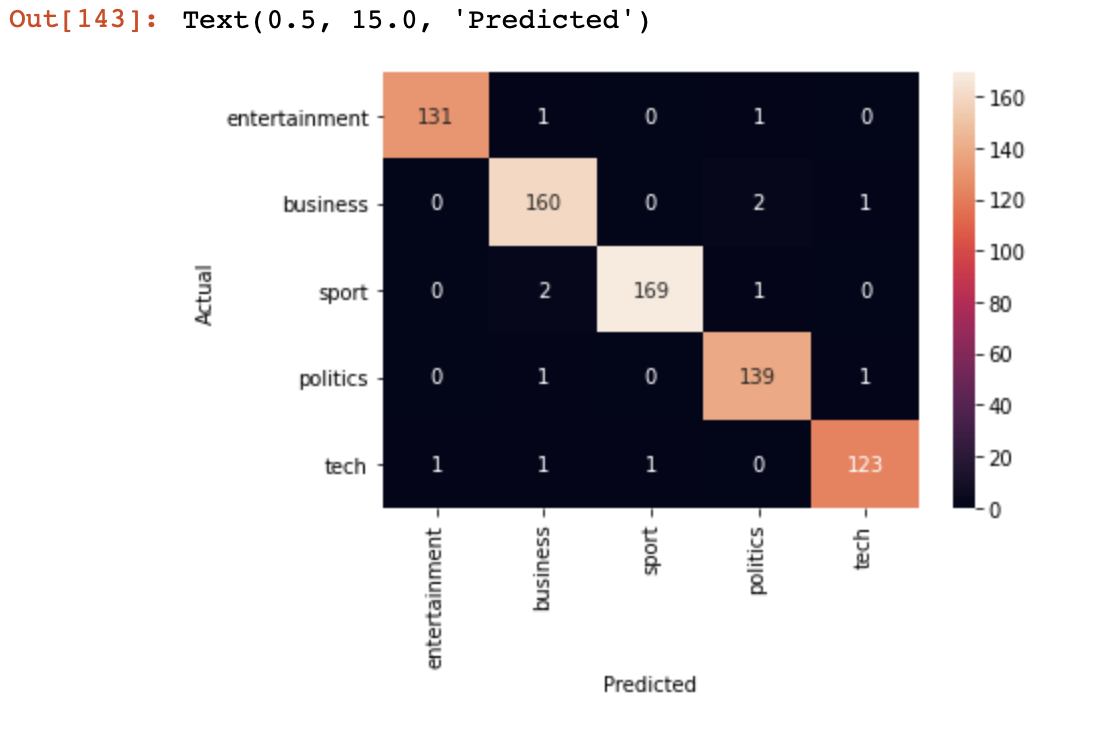 Out[143]: Text(0.5, 15.0, 'Predicted')
entertainment 131 1 0 1 0
business 0 160 0 2 1
sport 0 2 169 1 0
politics 0 1 0 139 1
tech 1 1 1 0 123
entertainment business sport politics tech
Actual
Predicted
160
140
120
100
80
60
40
20
0